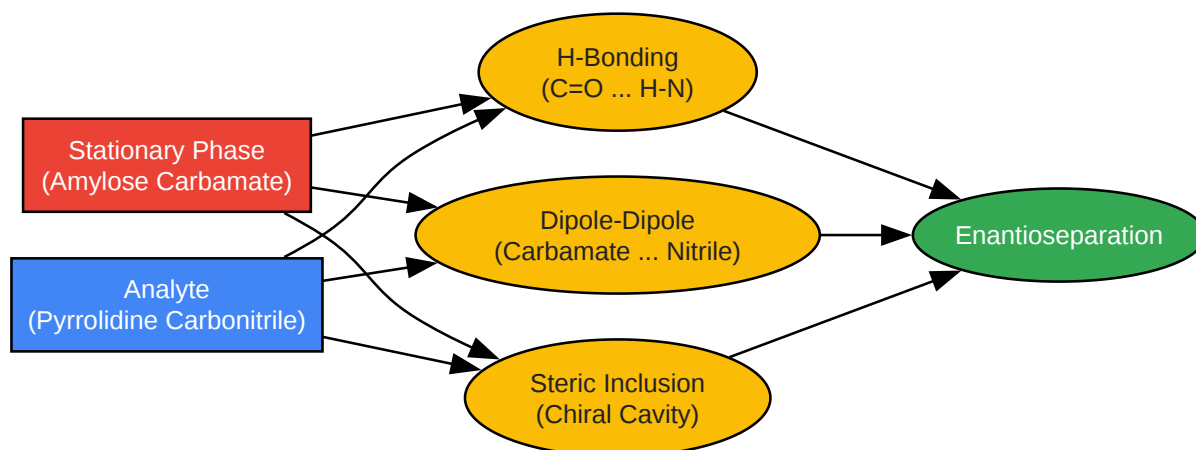 Stationary Phase
(Amylose Carbamate)
Analyte
(Pyrrolidine Carbonitrile)
H-Bonding
(C=O ... H-N)
Dipole-Dipole
(Carbamate ... Nitrile)
Steric Inclusion
(Chiral Cavity)
Enantioseparation